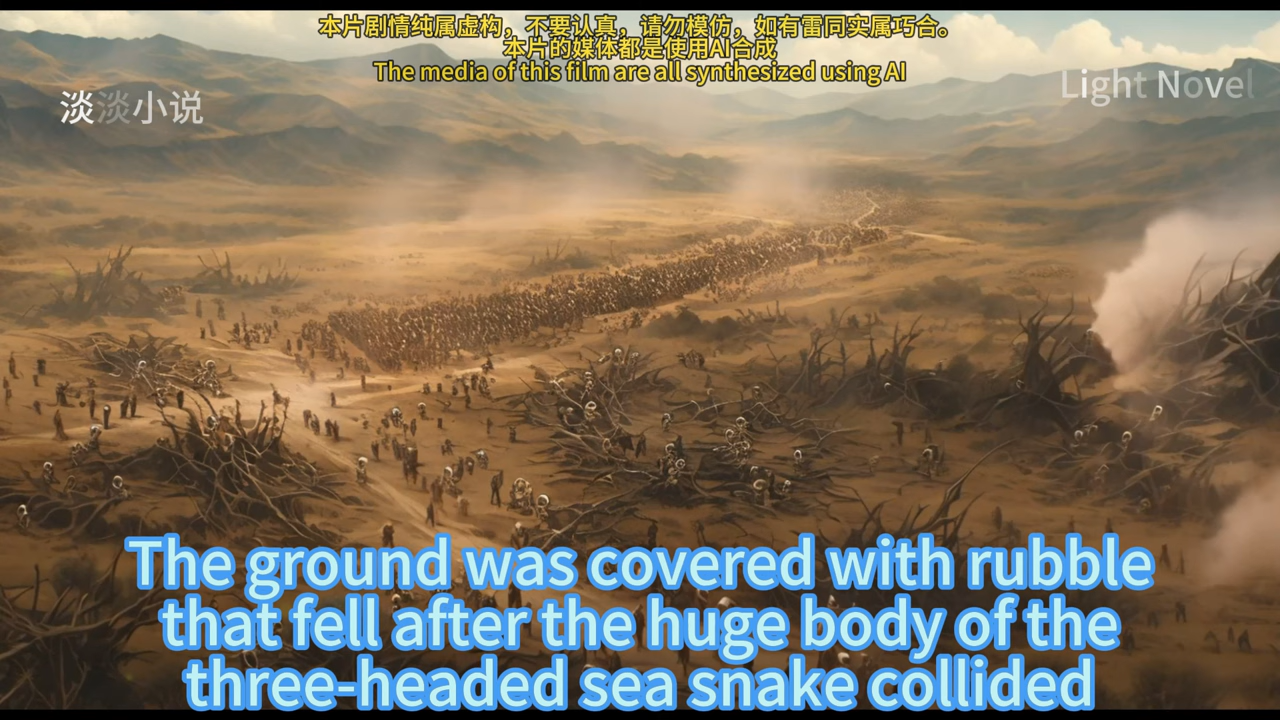 本片剧情纯属虚构，不要认真，请勿模仿，如有雷同实属巧合。
本片的媒体都是使用AI合成
The media of this film are all synthesized using AI
淡淡小说
Light Novel
The ground was covered with rubble
that fell after the huge body of the
three-headed sea snake collided